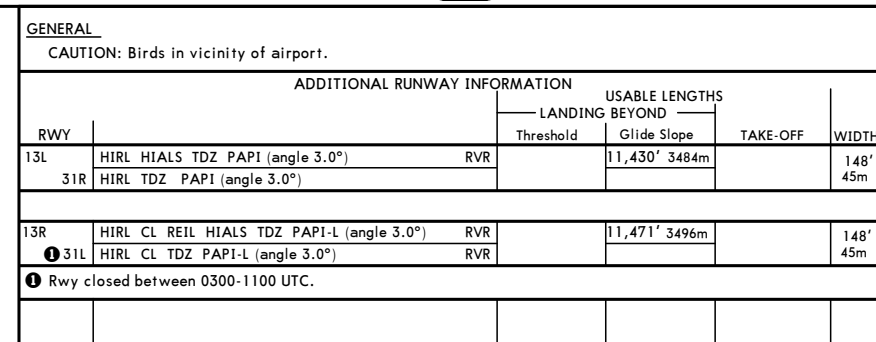 GENERAL
CAUTION: Birds in vicinity of airport.
ADDITIONAL RUNWAY INFORMATION
USABLE LENGTHS
LANDING BEYOND
RWY Threshold Glide Slope TAKE-OFF WIDTH
13L HIRL HIALS TDZ PAPI (angle 3.0°) RVR 11,430' 3484m 148'
31R HIRL TDZ PAPI (angle 3.0°) 45m
13R HIRL CL REIL HIALS TDZ PAPI-L (angle 3.0°) RVR 11,471' 3496m 148'
❶ 31L HIRL CL TDZ PAPI-L (angle 3.0°) RVR 45m
❶ Rwy closed between 0300-1100 UTC.